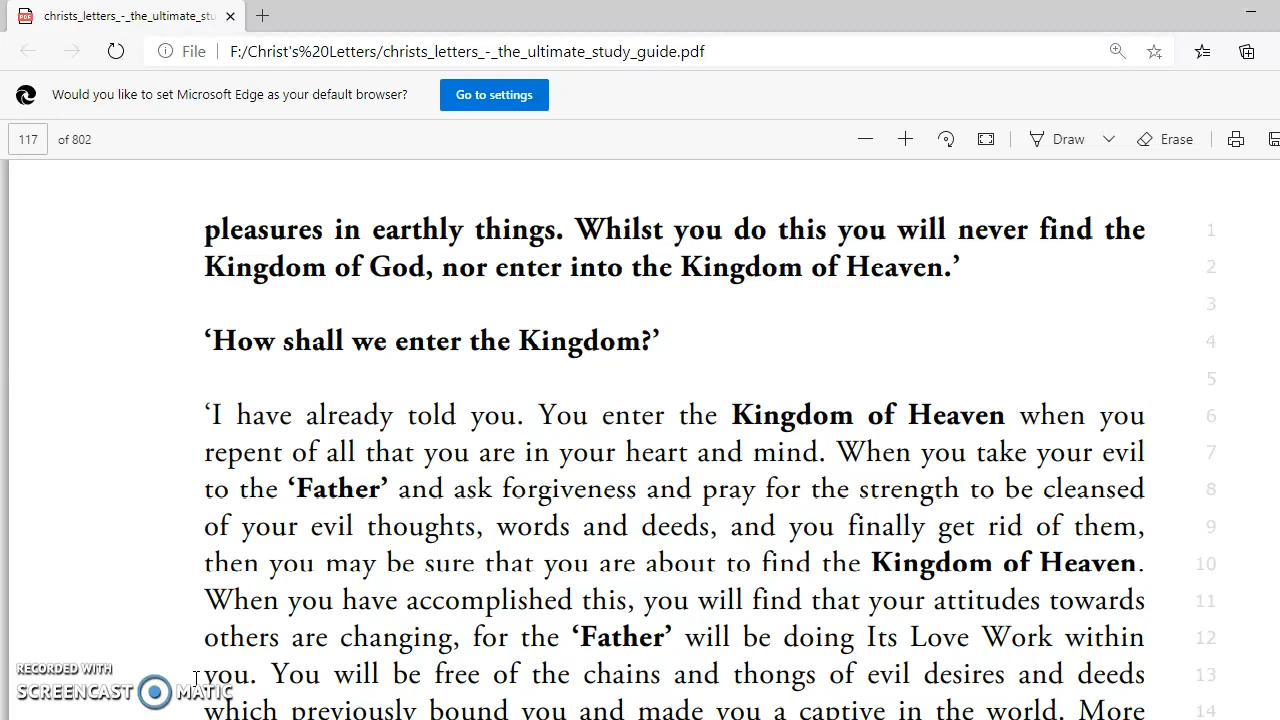 christs_letters_-_the_ultimate_stu
File
F:/Christ's%20Letters/christs_letters_-_the_ultimate_study_guide.pdf
Would you like to set Microsoft Edge as your default browser?
Go to settings
117 of 802
Draw
Erase
pleasures in earthly things. Whilst you do this you will never find the 1
Kingdom of God, nor enter into the Kingdom of Heaven.’ 2
3
‘How shall we enter the Kingdom?’ 4
5
‘I have already told you. You enter the Kingdom of Heaven when you 6
repent of all that you are in your heart and mind. When you take your evil 7
to the ‘Father’ and ask forgiveness and pray for the strength to be cleansed 8
of your evil thoughts, words and deeds, and you finally get rid of them, 9
then you may be sure that you are about to find the Kingdom of Heaven. 10
When you have accomplished this, you will find that your attitudes towards 11
others are changing, for the ‘Father’ will be doing Its Love Work within 12
you. You will be free of the chains and thongs of evil desires and deeds 13
which previously bound you and made you a captive in the world. More 14
RECORDED WITH
SCREENCAST MATIC